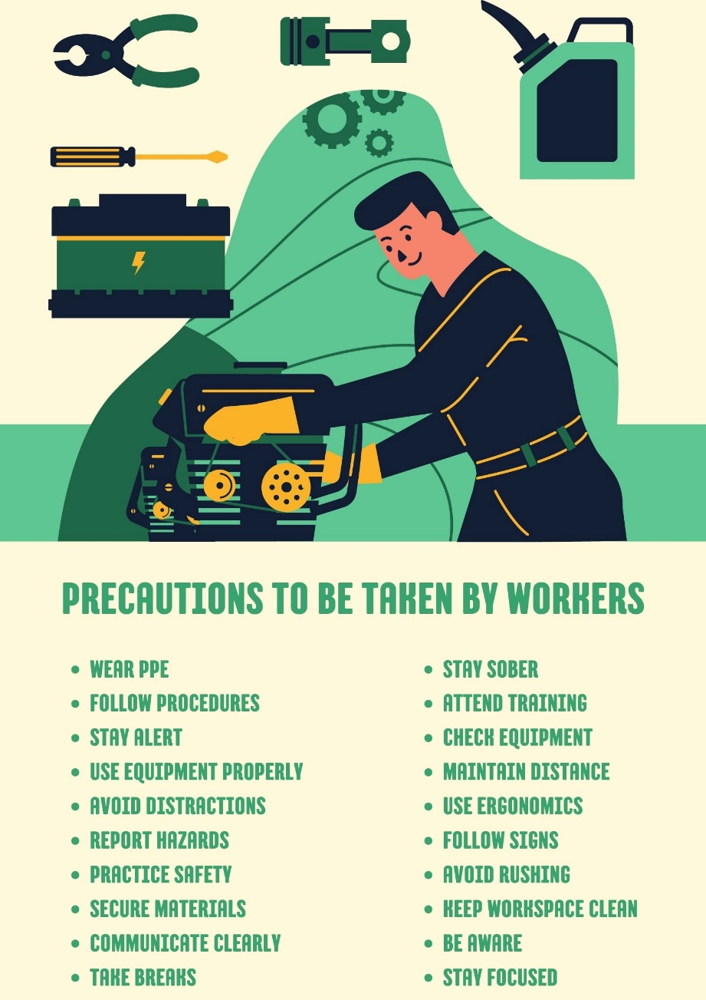 PRECAUTIONS TO BE TAKEN BY WORKERS
WEAR PPE
FOLLOW PROCEDURES
STAY ALERT
USE EQUIPMENT PROPERLY
AVOID DISTRACTIONS
REPORT HAZARDS
PRACTICE SAFETY
SECURE MATERIALS
COMMUNICATE CLEARLY
TAKE BREAKS
STAY SOBER
ATTEND TRAINING
CHECK EQUIPMENT
MAINTAIN DISTANCE
USE ERGONOMICS
FOLLOW SIGNS
AVOID RUSHING
KEEP WORKSPACE CLEAN
BE AWARE
STAY FOCUSED